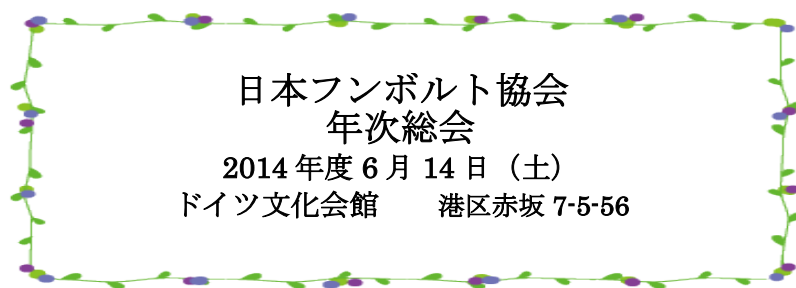 日本フンボルト協会
年次総会
2014 年度 6 月 14 日（土）
ドイツ文化会館　　港区赤坂 7-5-56